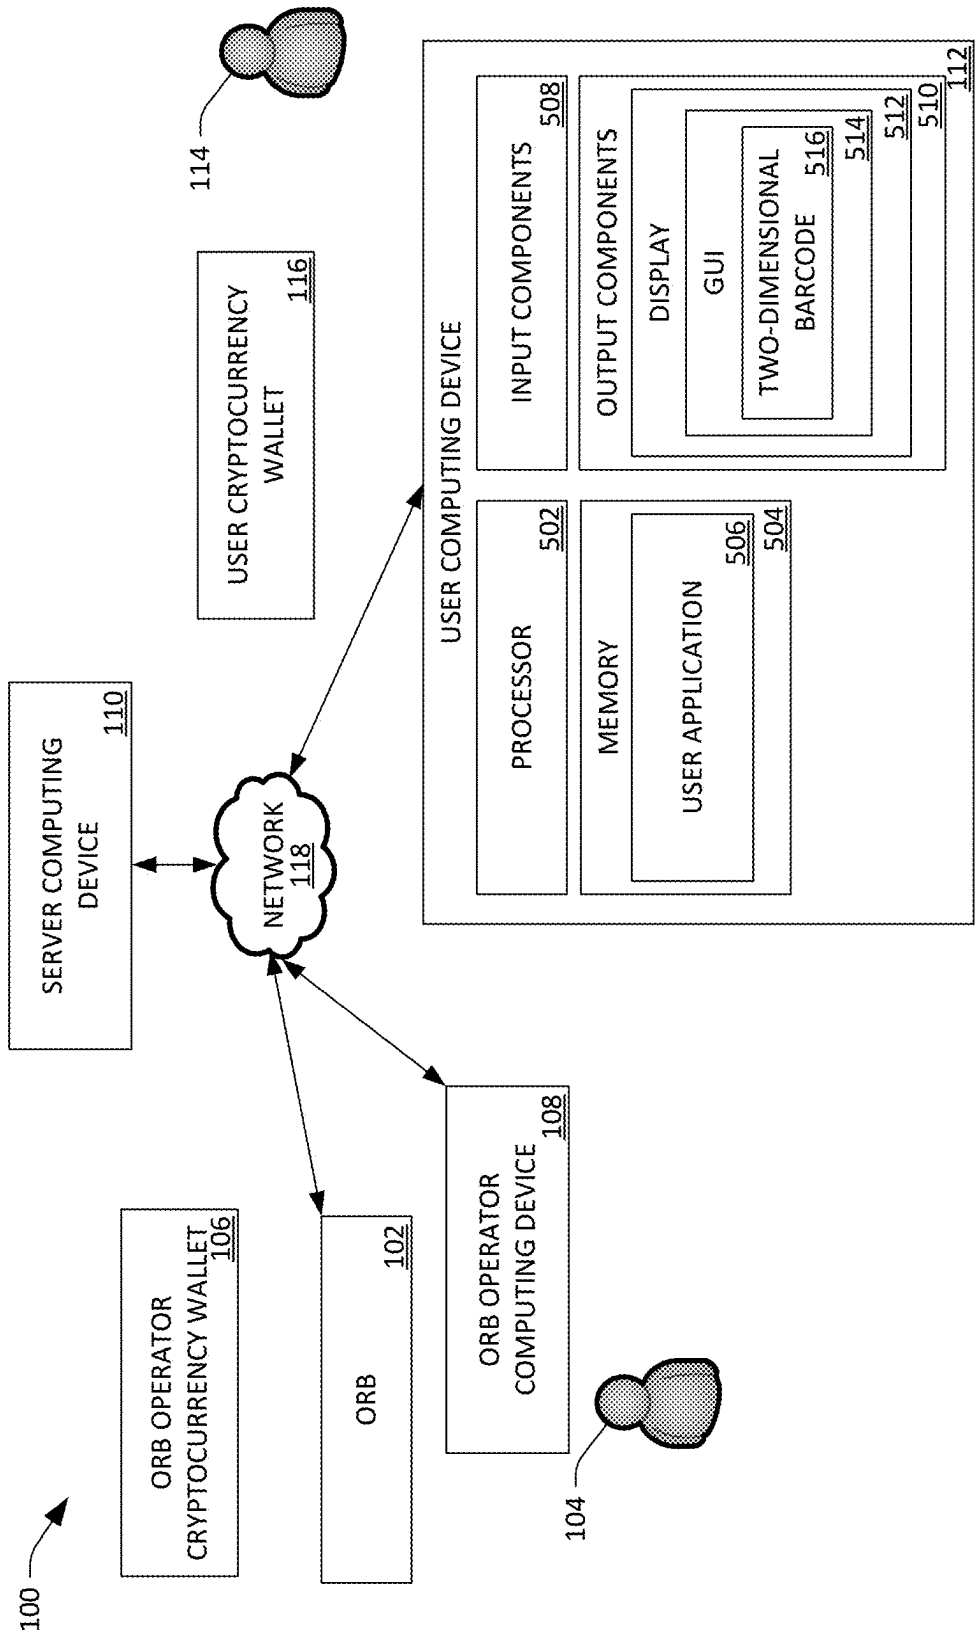 100
ORB OPERATOR
CRYPTOCURRENCY WALLET
106
ORB
102
ORB OPERATOR
COMPUTING DEVICE
108
104
SERVER COMPUTING
DEVICE
110
NETWORK
118
USER CRYPTOCURRENCY
WALLET
116
114
USER COMPUTING DEVICE
PROCESSOR
502
MEMORY
USER APPLICATION
506
504
INPUT COMPONENTS
508
OUTPUT COMPONENTS
DISPLAY
GUI
TWO-DIMENSIONAL
BARCODE
516
514
512
510
112